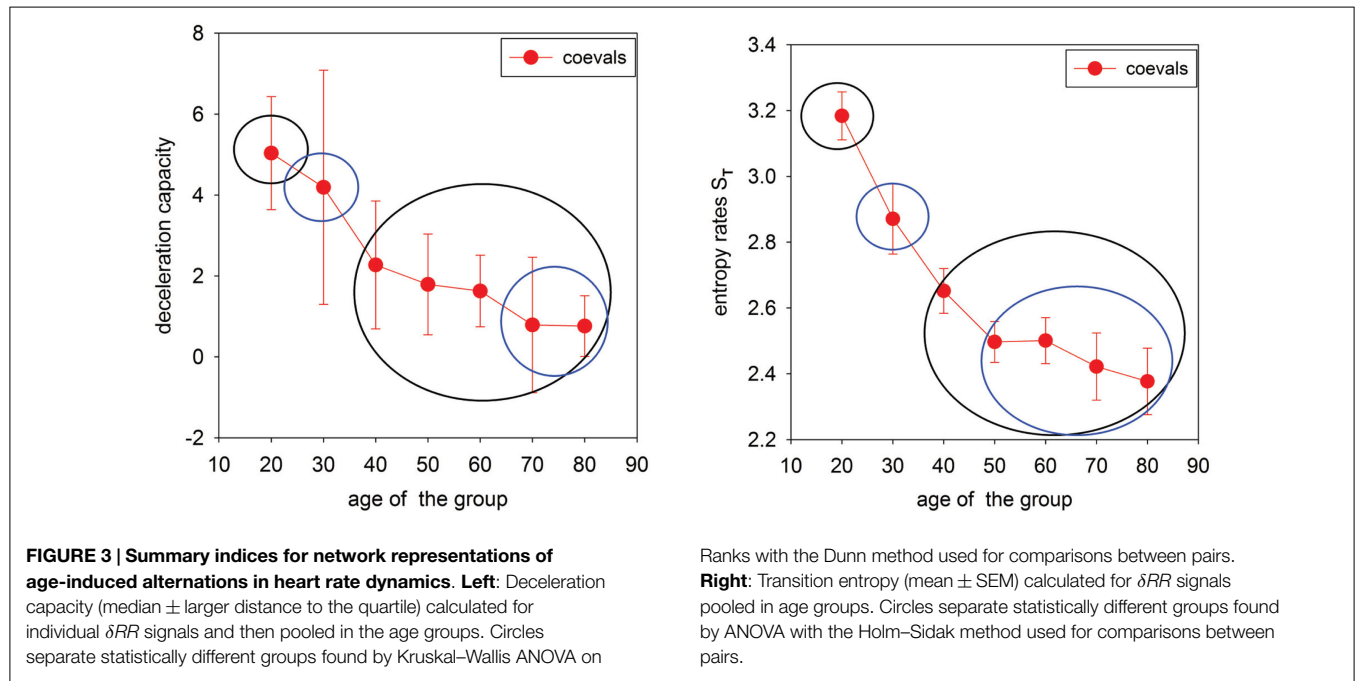 8
6
4
2
0
-2
deceleration capacity
coevals
10 20 30 40 50 60 70 80 90
age of the group
3.4
3.2
3.0
2.8
2.6
2.4
2.2
entropy rates S_T
coevals
10 20 30 40 50 60 70 80 90
age of the group
FIGURE 3 | Summary indices for network representations of
age-induced alternations in heart rate dynamics. Left: Deceleration
capacity (median ± larger distance to the quartile) calculated for
individual δRR signals and then pooled in the age groups. Circles
separate statistically different groups found by Kruskal–Wallis ANOVA on
Ranks with the Dunn method used for comparisons between pairs.
Right: Transition entropy (mean ± SEM) calculated for δRR signals
pooled in age groups. Circles separate statistically different groups found
by ANOVA with the Holm–Sidak method used for comparisons between
pairs.